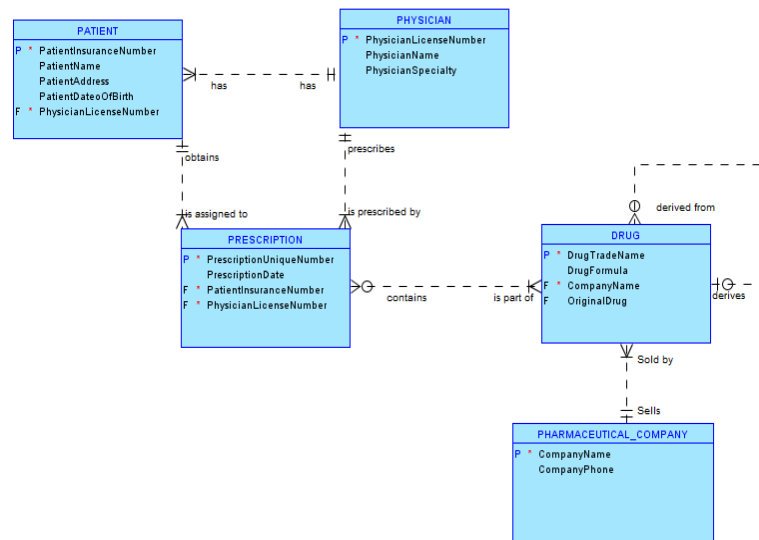 PATIENT
P * PatientInsuranceNumber
PatientName
PatientAddress
PatientDateoOfBirth
F * PhysicianLicenseNumber
PHYSICIAN
P * PhysicianLicenseNumber
PhysicianName
PhysicianSpecialty
has
has
obtains
prescribes
is assigned to
is prescribed by
PRESCRIPTION
P * PrescriptionUniqueNumber
PrescriptionDate
F * PatientInsuranceNumber
F * PhysicianLicenseNumber
contains
is part of
derived from
DRUG
P * DrugTradeName
DrugFormula
F * CompanyName
F OriginalDrug
derives
Sold by
Sells
PHARMACEUTICAL_COMPANY
P * CompanyName
CompanyPhone